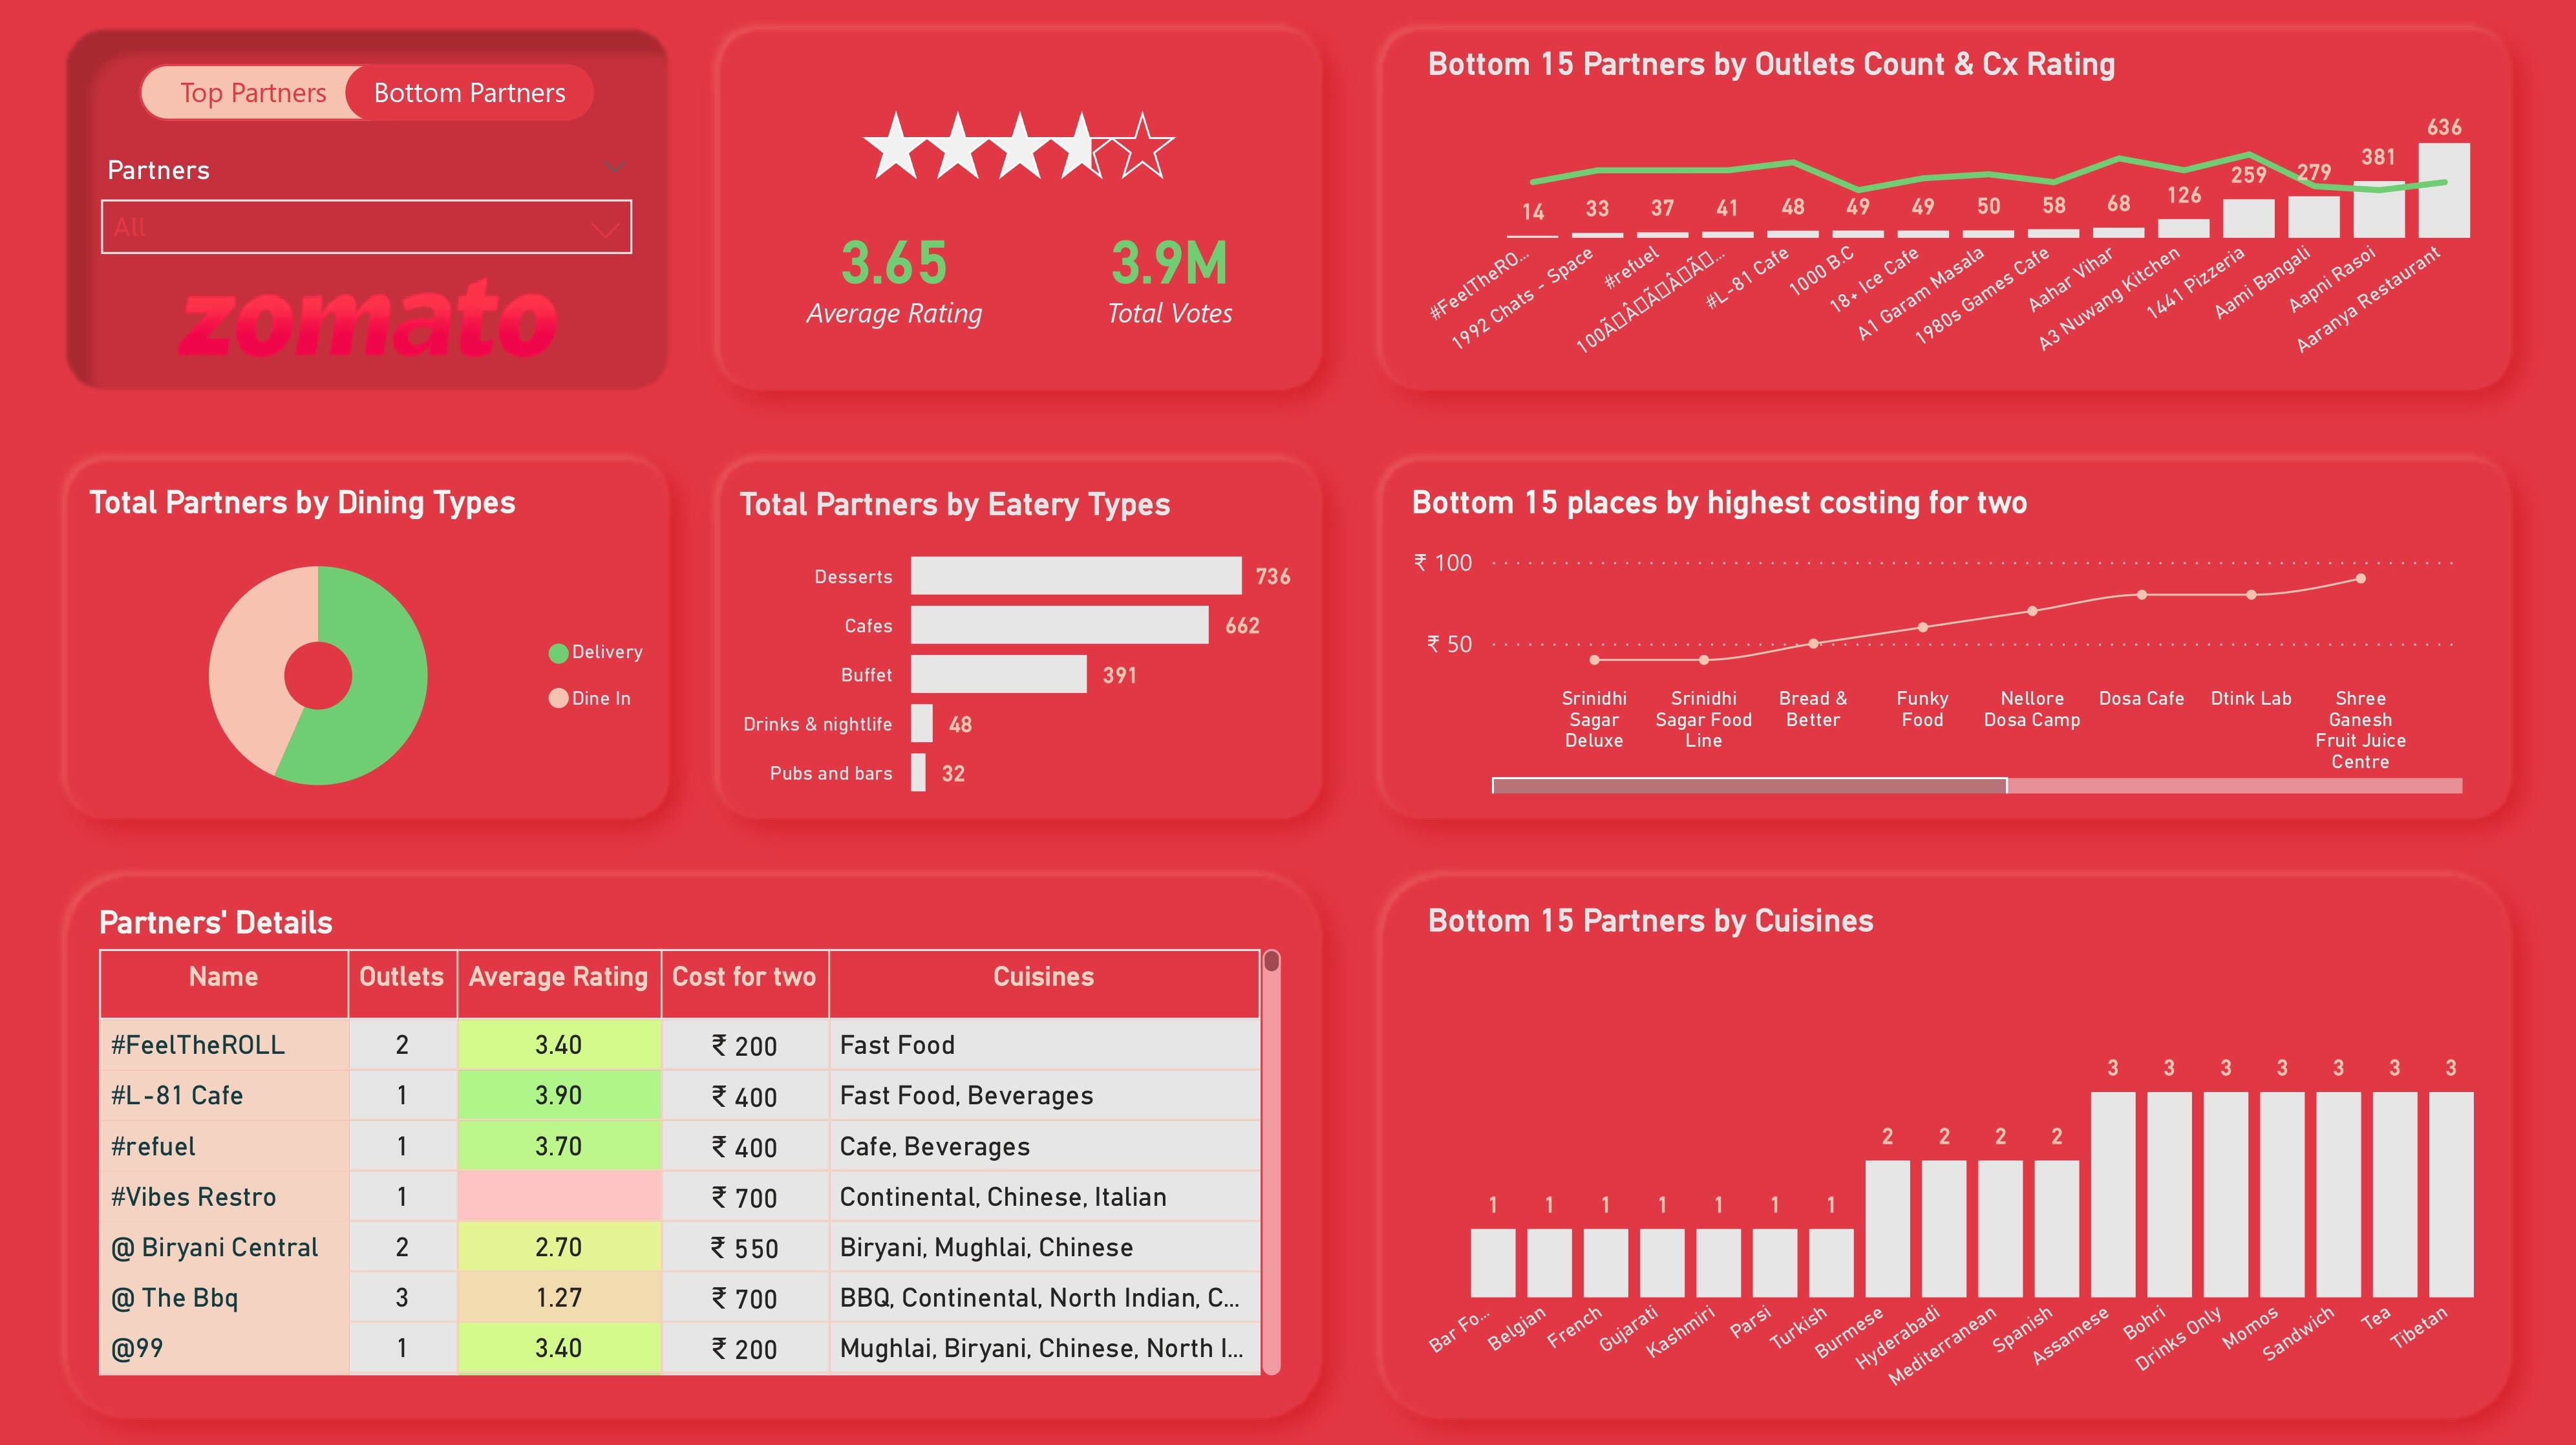 Top Partners
Bottom Partners
Partners
All
zomato
3.65
Average Rating
3.9M
Total Votes
Bottom 15 Partners by Outlets Count & Cx Rating
14
33
37
41
48
49
49
50
58
68
126
259
279
381
636
#FeelTheRO...
1992 Chats - Space
#refuel
#L-81 Cafe
1000 B.C
18+ Ice Cafe
A1 Garam Masala
1980s Games Cafe
Aahar Vihar
A3 Nuwang Kitchen
1441 Pizzeria
Aami Bangali
Aapni Rasoi
Aaranya Restaurant
Total Partners by Dining Types
Delivery
Dine In
Total Partners by Eatery Types
Desserts 736
Cafes 662
Buffet 391
Drinks & nightlife 48
Pubs and bars 32
Bottom 15 places by highest costing for two
₹ 100
₹ 50
Srinidhi
Sagar
Deluxe
Srinidhi
Sagar Food
Line
Bread &
Better
Funky
Food
Nellore
Dosa Camp
Dosa Cafe
Dtink Lab
Shree
Ganesh
Fruit Juice
Centre
Partners' Details
Name Outlets Average Rating Cost for two Cuisines
#FeelTheROLL 2 3.40 ₹ 200 Fast Food
#L-81 Cafe 1 3.90 ₹ 400 Fast Food, Beverages
#refuel 1 3.70 ₹ 400 Cafe, Beverages
#Vibes Restro 1 ₹ 700 Continental, Chinese, Italian
@ Biryani Central 2 2.70 ₹ 550 Biryani, Mughlai, Chinese
@ The Bbq 3 1.27 ₹ 700 BBQ, Continental, North Indian, C...
@99 1 3.40 ₹ 200 Mughlai, Biryani, Chinese, North I...
Bottom 15 Partners by Cuisines
1
1
1
1
1
1
1
2
2
2
2
3
3
3
3
3
3
3
Bar Fo...
Belgian
French
Gujarati
Kashmiri
Parsi
Turkish
Burmese
Hyderabadi
Mediterranean
Spanish
Assamese
Bohri
Drinks Only
Momos
Sandwich
Tea
Tibetan